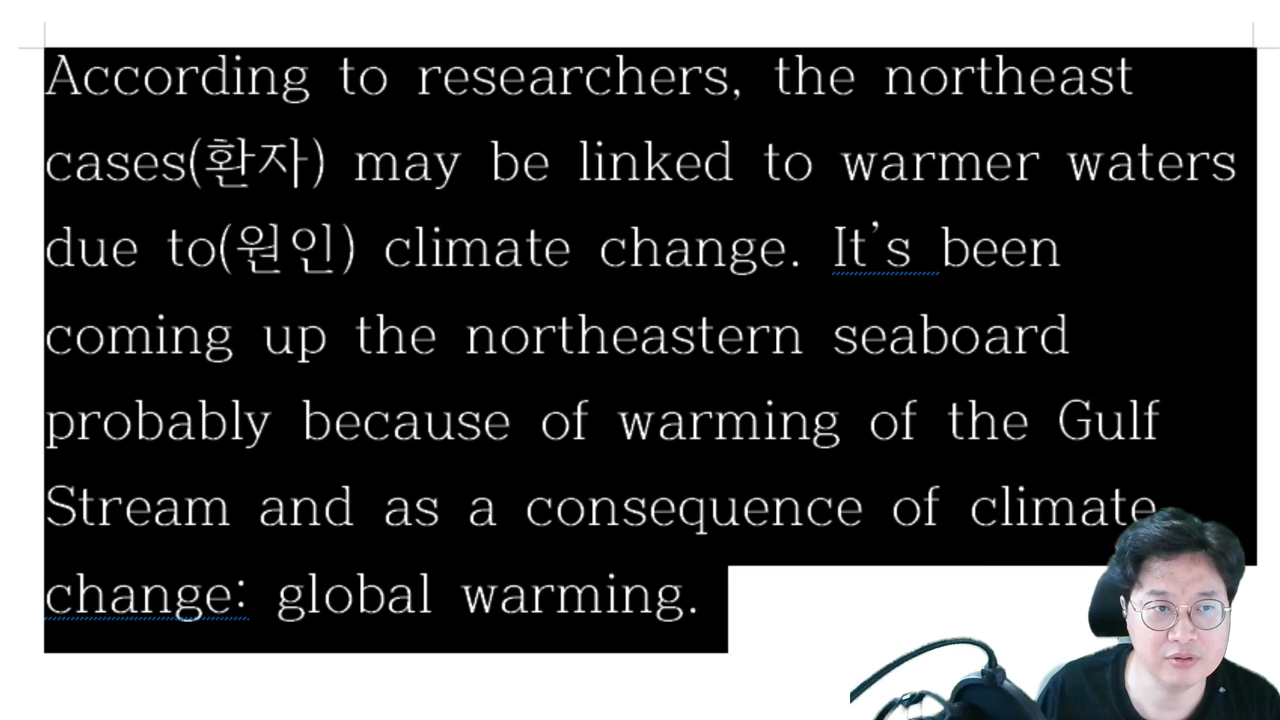 According to researchers, the northeast
cases(환자) may be linked to warmer waters
due to(원인) climate change. It's been
coming up the northeastern seaboard
probably because of warming of the Gulf
Stream and as a consequence of climate
change: global warming.